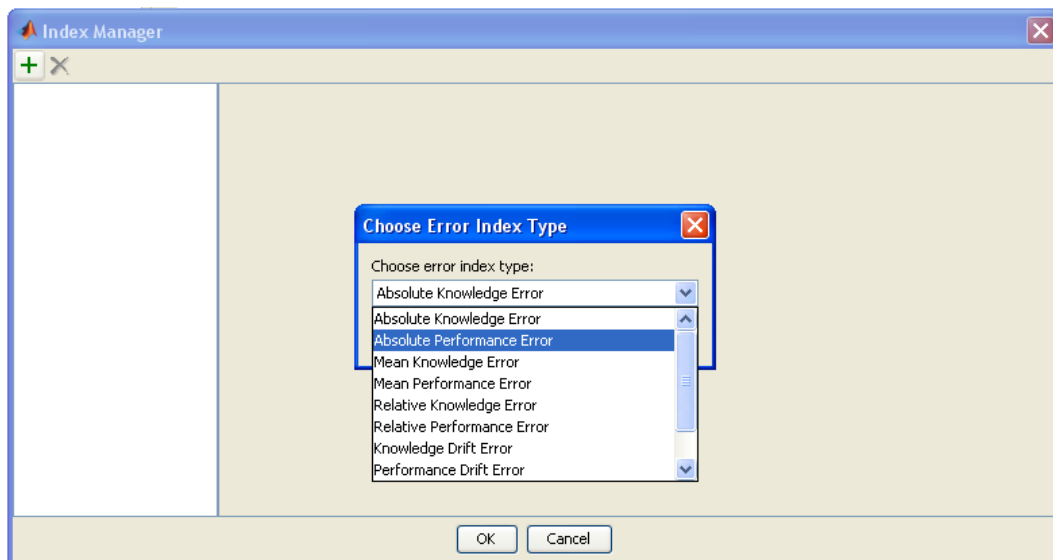 Index Manager
Choose Error Index Type
Choose error index type:
Absolute Knowledge Error
Absolute Knowledge Error
Absolute Performance Error
Mean Knowledge Error
Mean Performance Error
Relative Knowledge Error
Relative Performance Error
Knowledge Drift Error
Performance Drift Error
OK Cancel